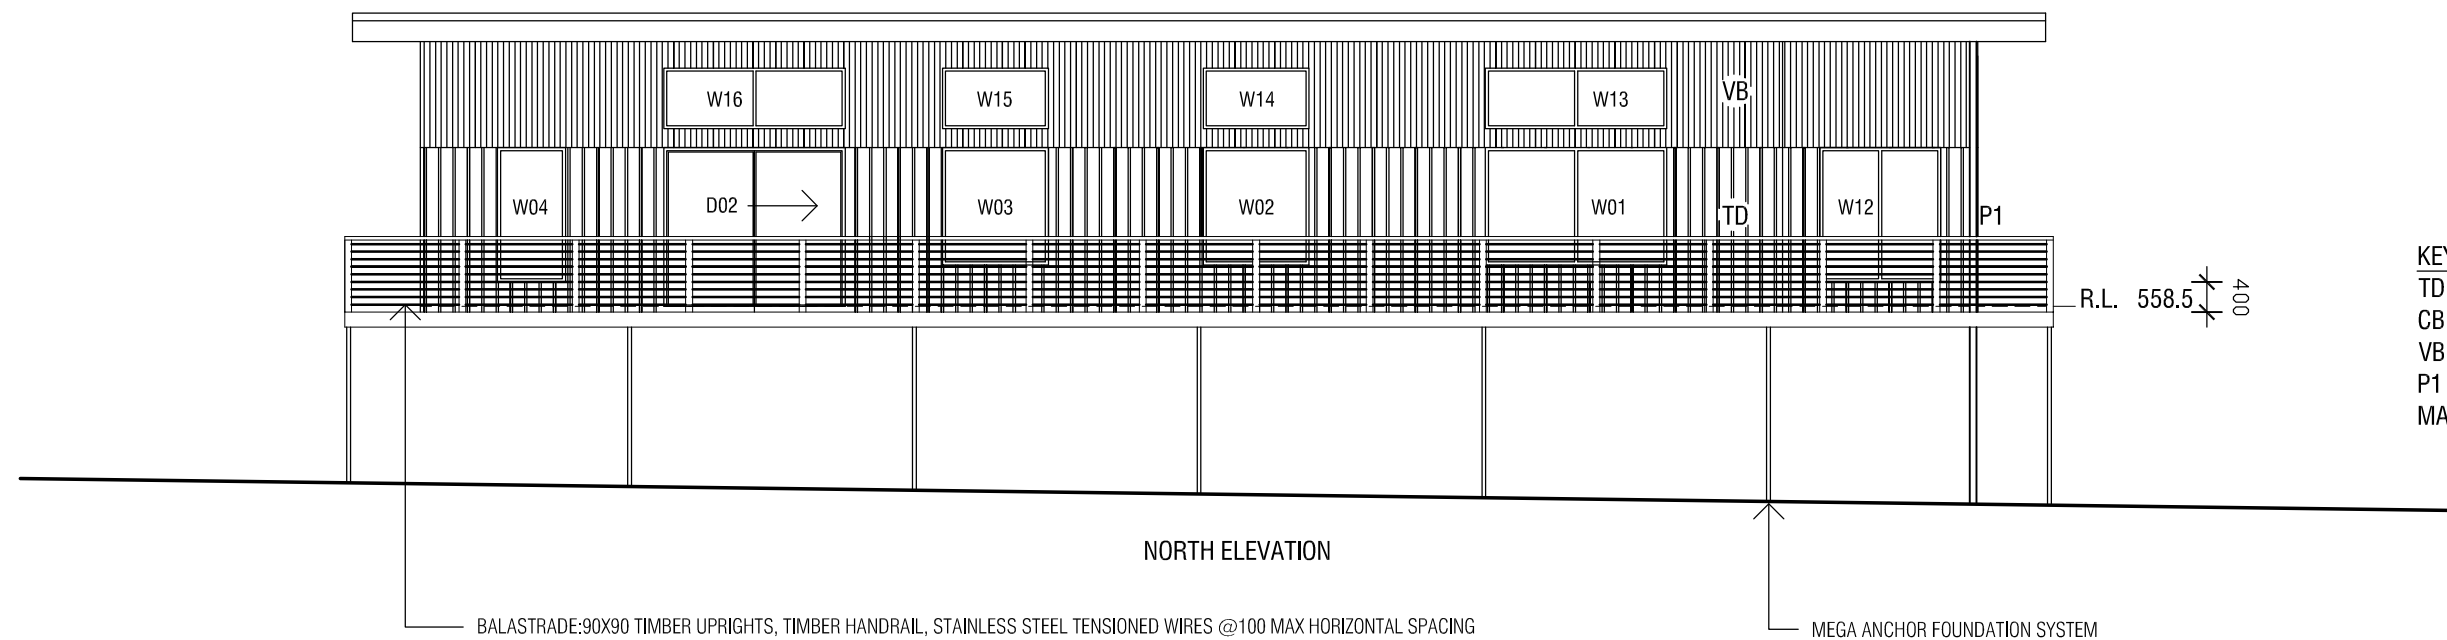 W16
W15
W14
W13
VB
W04
D02
W03
W02
W01
TD
W12
P1
R.L. 558.5
400
KEY
TD
CB
VB
P1
MA
NORTH ELEVATION
BALASTRADE:90X90 TIMBER UPRIGHTS, TIMBER HANDRAIL, STAINLESS STEEL TENSIONED WIRES @100 MAX HORIZONTAL SPACING
MEGA ANCHOR FOUNDATION SYSTEM